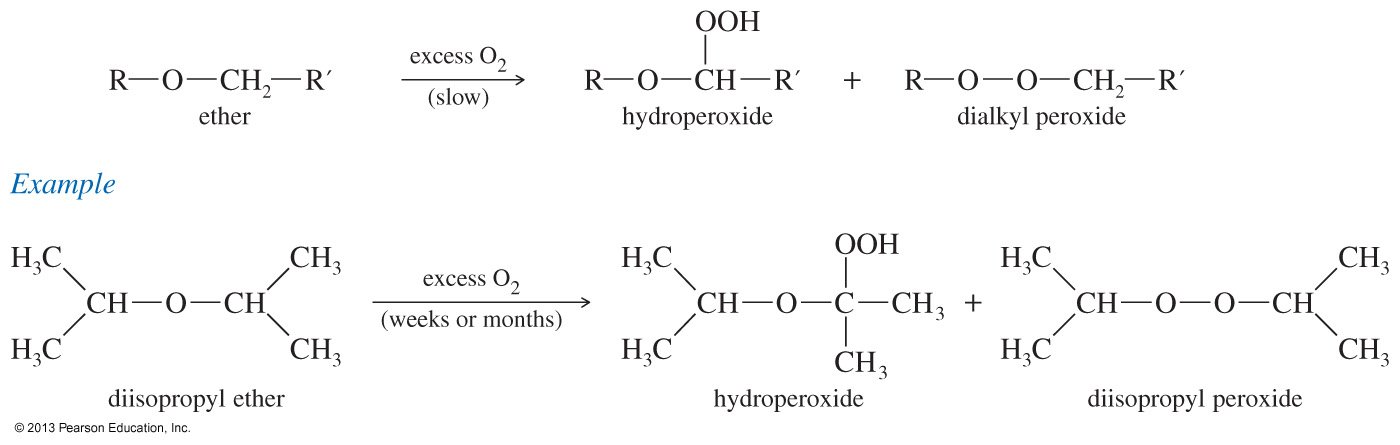 OOH
R—O—CH₂—R′ excess O₂ (slow) R—O—CH—R′ + R—O—O—CH₂—R′
ether hydroperoxide dialkyl peroxide
Example
H₃C CH₃ H₃C OOH H₃C CH₃
CH—O—CH excess O₂ (weeks or months) CH—O—C—CH₃ + CH—O—O—CH
H₃C CH₃ H₃C CH₃ H₃C CH₃
diisopropyl ether hydroperoxide diisopropyl peroxide
© 2013 Pearson Education, Inc.